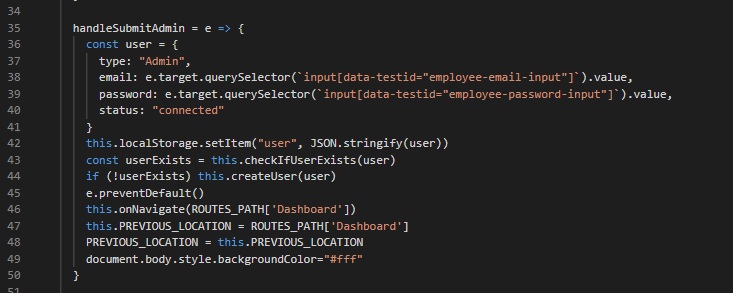 34
35 handleSubmitAdmin = e => {
36 const user = {
37 type: "Admin",
38 email: e.target.querySelector(`input[data-testid="employee-email-input"]`).value,
39 password: e.target.querySelector(`input[data-testid="employee-password-input"]`).value,
40 status: "connected"
41 }
42 this.localStorage.setItem("user", JSON.stringify(user))
43 const userExists = this.checkIfUserExists(user)
44 if (!userExists) this.createUser(user)
45 e.preventDefault()
46 this.onNavigate(ROUTES_PATH['Dashboard'])
47 this.PREVIOUS_LOCATION = ROUTES_PATH['Dashboard']
48 PREVIOUS_LOCATION = this.PREVIOUS_LOCATION
49 document.body.style.backgroundColor="#fff"
50 }
51